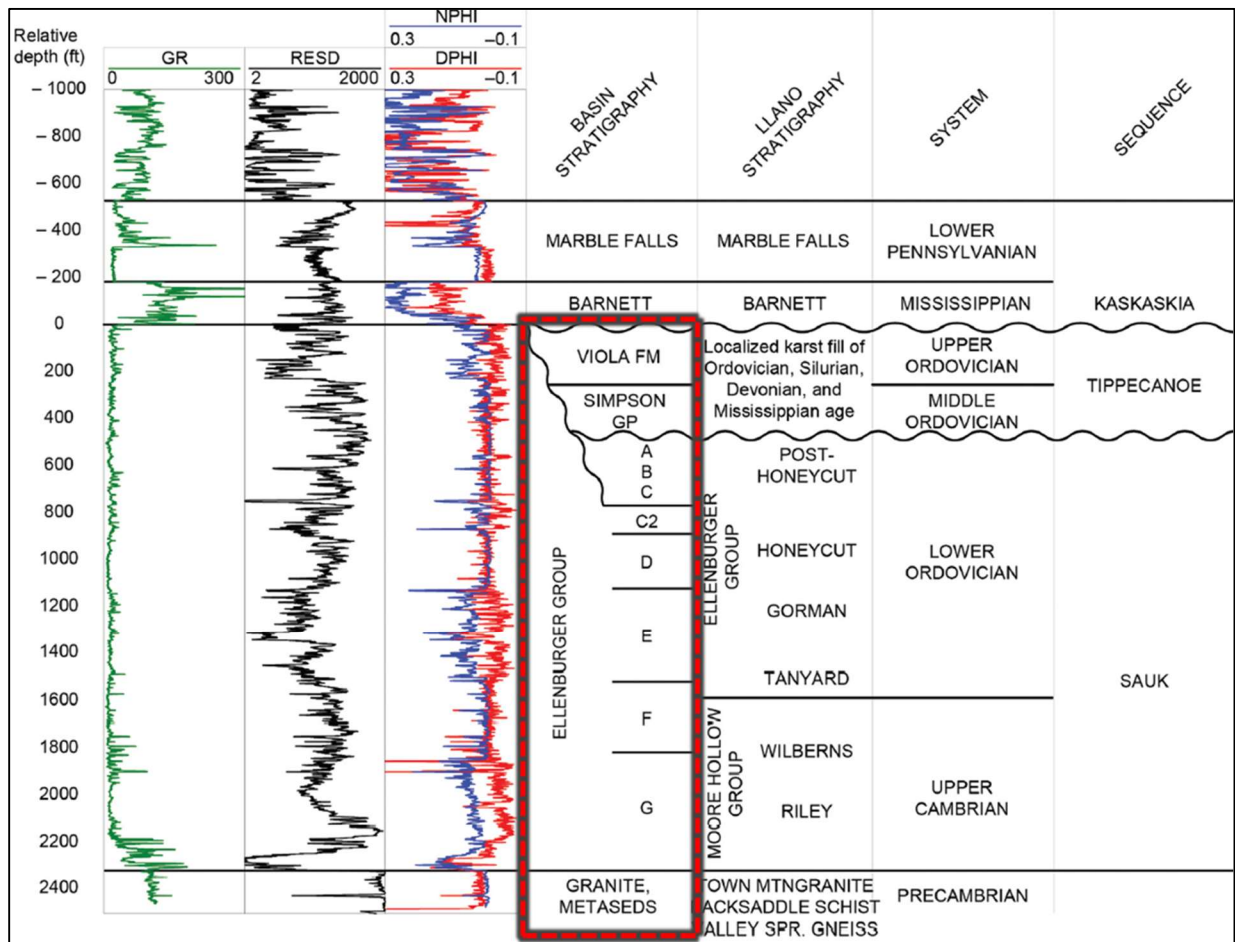 Relative
depth (ft)
GR
0 300
RESD
2 2000
NPHI
0.3 –0.1
DPHI
0.3 –0.1
BASIN
STRATIGRAPHY
LLANO
STRATIGRAPHY
SYSTEM
SEQUENCE
– 1000
– 800
– 600
– 400
– 200
0
200
400
600
800
1000
1200
1400
1600
1800
2000
2200
2400
MARBLE FALLS
MARBLE FALLS
LOWER
PENNSYLVANIAN
BARNETT
BARNETT
MISSISSIPPIAN
KASKASKIA
VIOLA FM
Localized karst fill of
Ordovician, Silurian,
Devonian, and
Mississippian age
UPPER
ORDOVICIAN
TIPPECANOE
SIMPSON
GP
MIDDLE
ORDOVICIAN
ELLENBURGER GROUP
A
B
C
C2
D
E
F
G
ELLENBURGER
GROUP
POST-
HONEYCUT
HONEYCUT
GORMAN
TANYARD
LOWER
ORDOVICIAN
SAUK
MOORE HOLLOW
GROUP
WILBERNS
RILEY
UPPER
CAMBRIAN
GRANITE,
METASEDS
TOWN MTNGRANITE
ACKSADDLE SCHIST
ALLEY SPR. GNEISS
PRECAMBRIAN